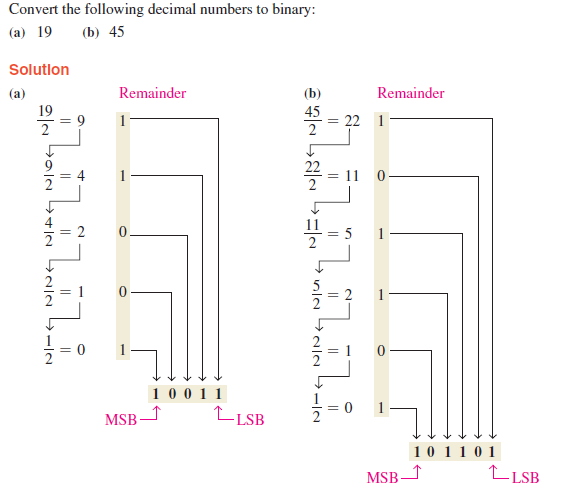 Convert the following decimal numbers to binary:
(a) 19 (b) 45
Solution
(a) Remainder
19/2 = 9 1
9/2 = 4 1
4/2 = 2 0
2/2 = 1 0
1/2 = 0 1
1 0 0 1 1
MSB LSB
(b) Remainder
45/2 = 22 1
22/2 = 11 0
11/2 = 5 1
5/2 = 2 1
2/2 = 1 0
1/2 = 0 1
1 0 1 1 0 1
MSB LSB